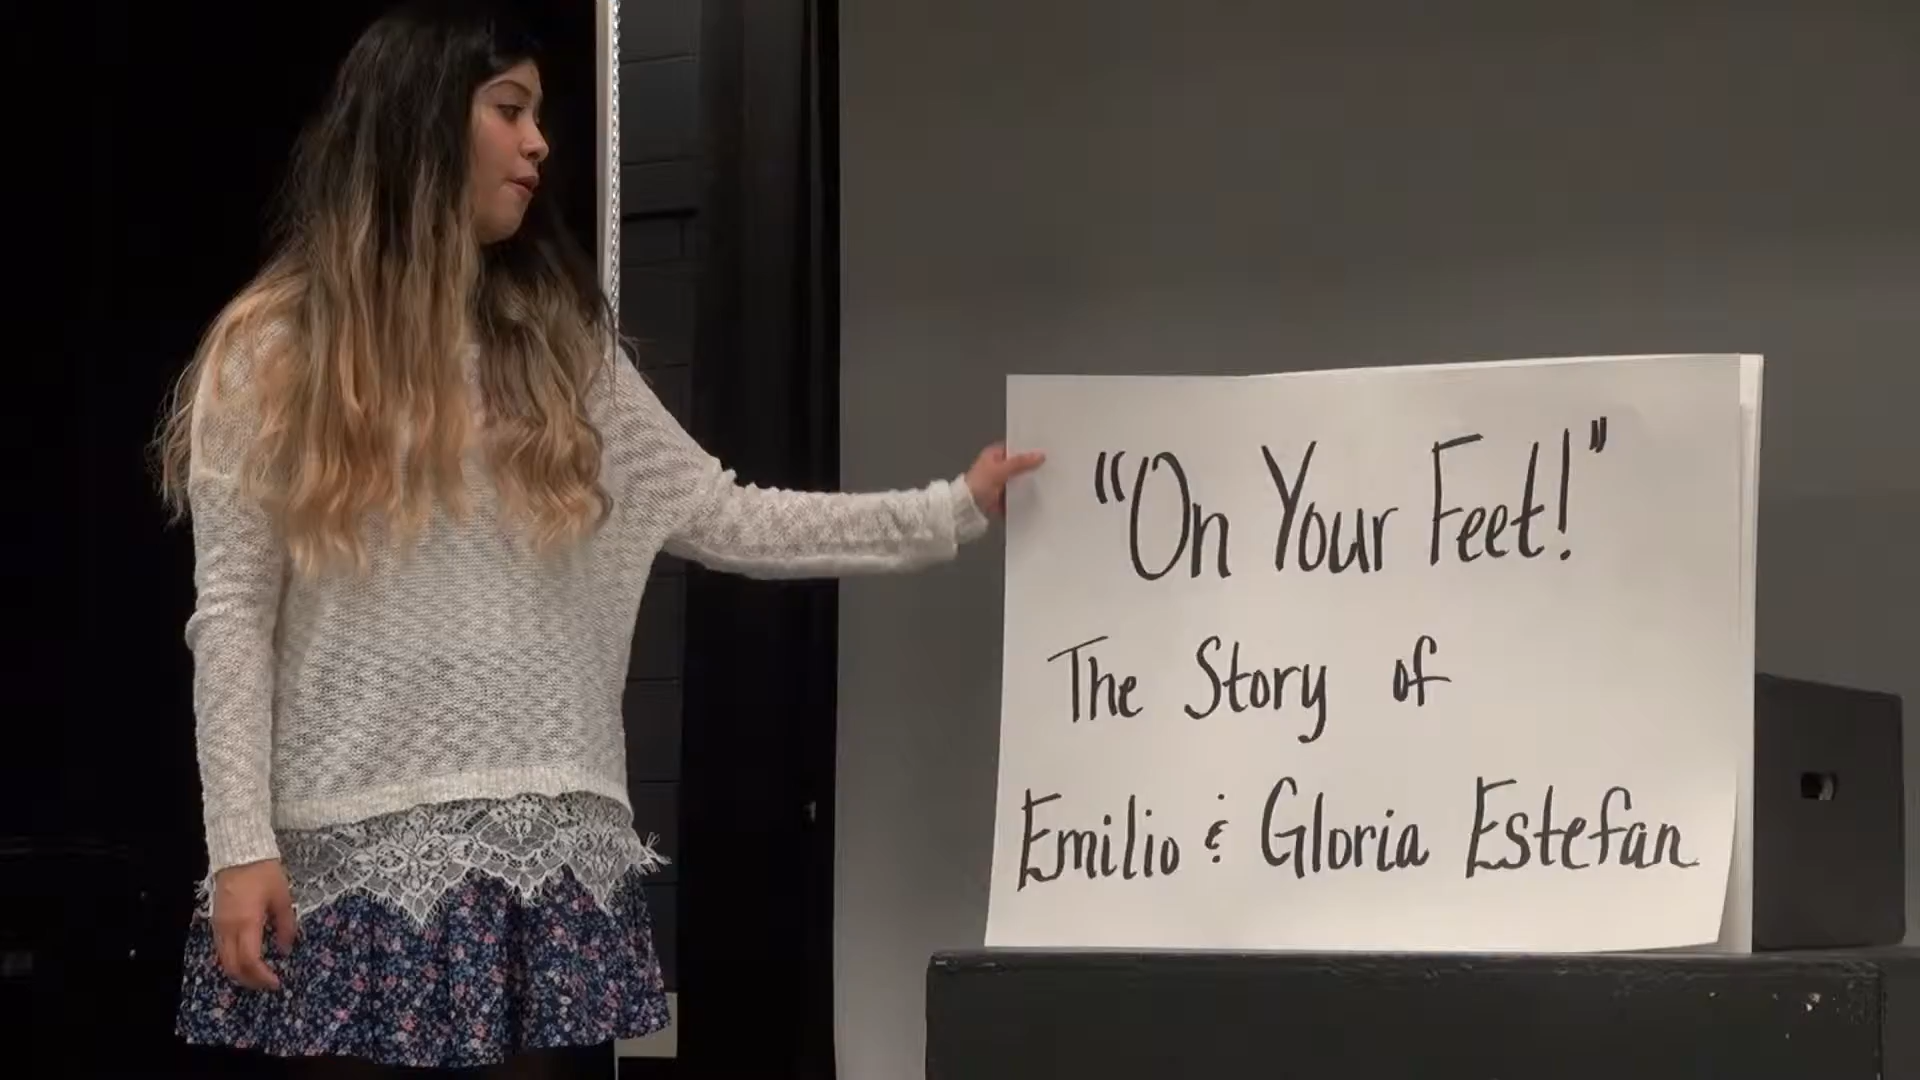 “On Your Feet!”
The Story of
Emilio & Gloria Estefan